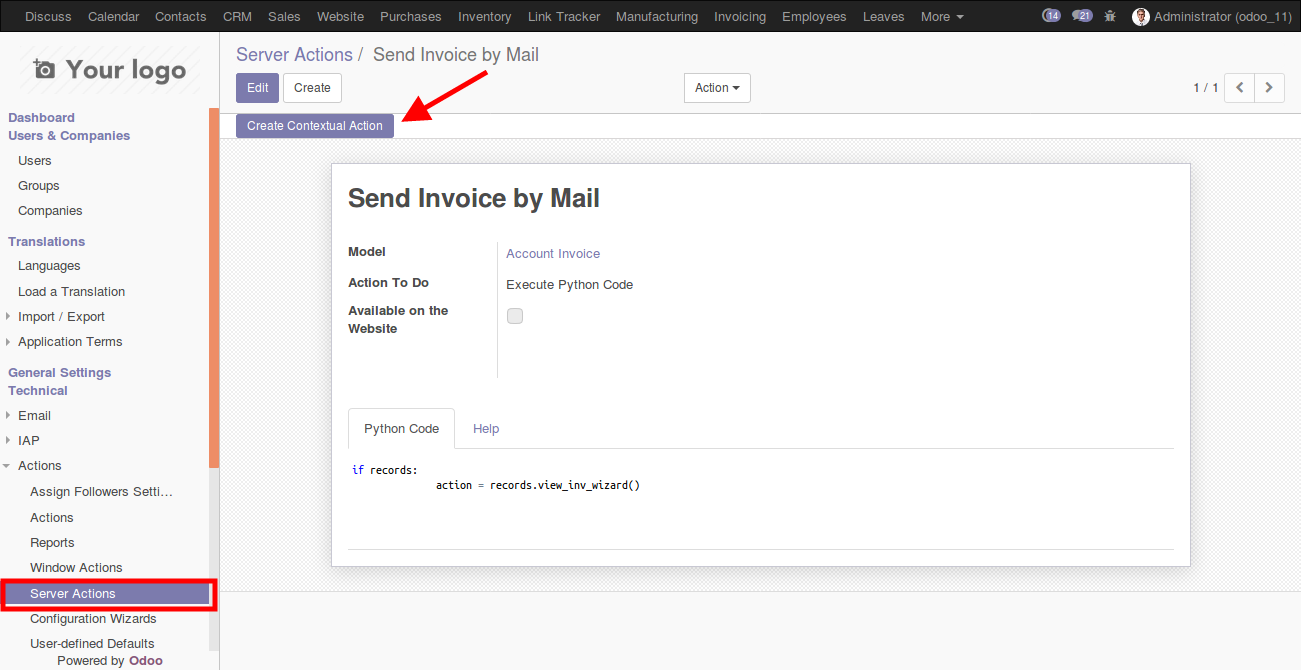 Discuss Calendar Contacts CRM Sales Website Purchases Inventory Link Tracker Manufacturing Invoicing Employees Leaves More 14 21 Administrator (odoo_11)
Your logo
Dashboard
Users & Companies
Users
Groups
Companies
Translations
Languages
Load a Translation
Import / Export
Application Terms
General Settings
Technical
Email
IAP
Actions
Assign Followers Setti...
Actions
Reports
Window Actions
Server Actions
Configuration Wizards
User-defined Defaults
Powered by Odoo
Server Actions / Send Invoice by Mail
Edit Create Action 1 / 1
Create Contextual Action
Send Invoice by Mail
Model Account Invoice
Action To Do Execute Python Code
Available on the
Website
Python Code Help
if records:
action = records.view_inv_wizard()